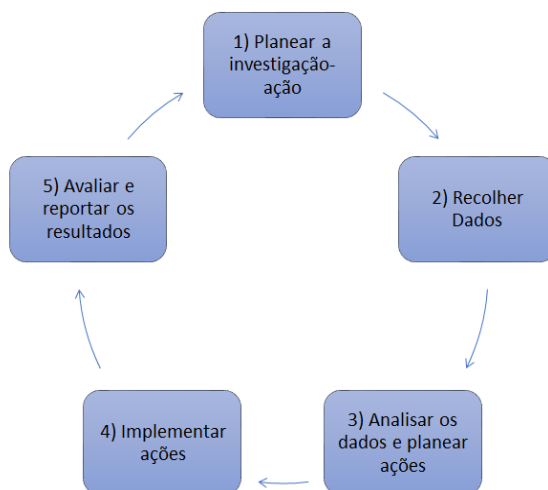 1) Planear a
investigação-
ação
2) Recolher
Dados
3) Analisar os
dados e planear
ações
4) Implementar
ações
5) Avaliar e
reportar os
resultados